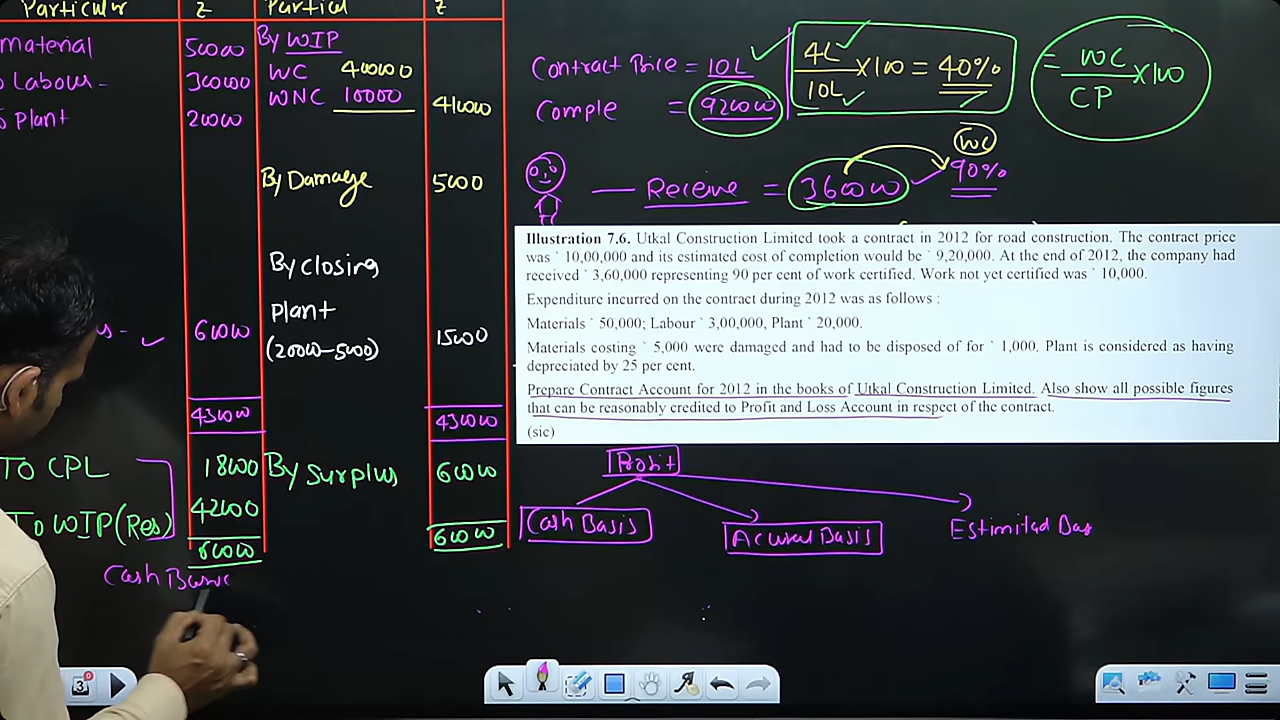 Particular ₹ Particul ₹
material 50000 By WIP
o Labour - 300000 WC 400000
WNC 10000 410000
o Plant 20000
By Damage 5000
By closing
Plant
(20000-5000) 15000
us - ✓ 60000
430000 430000
TO CPL 18000 By Surplus 60000
To WIP (Res) 42000
60000 60000
Cash Basic
Contract Price = 10L
Comple = 920000
4L/10L ×100 = 40%
= WC/CP ×100
Receive = 360000
WC
90%
Illustration 7.6. Utkal Construction Limited took a contract in 2012 for road construction. The contract price
was ` 10,00,000 and its estimated cost of completion would be ` 9,20,000. At the end of 2012, the company had
received ` 3,60,000 representing 90 per cent of work certified. Work not yet certified was ` 10,000.
Expenditure incurred on the contract during 2012 was as follows :
Materials ` 50,000; Labour ` 3,00,000, Plant ` 20,000.
Materials costing ` 5,000 were damaged and had to be disposed of for ` 1,000. Plant is considered as having
depreciated by 25 per cent.
Prepare Contract Account for 2012 in the books of Utkal Construction Limited. Also show all possible figures
that can be reasonably credited to Profit and Loss Account in respect of the contract.
(sic)
Profit
Cash Basis
Accural Basis
Estimited Bas
3
0